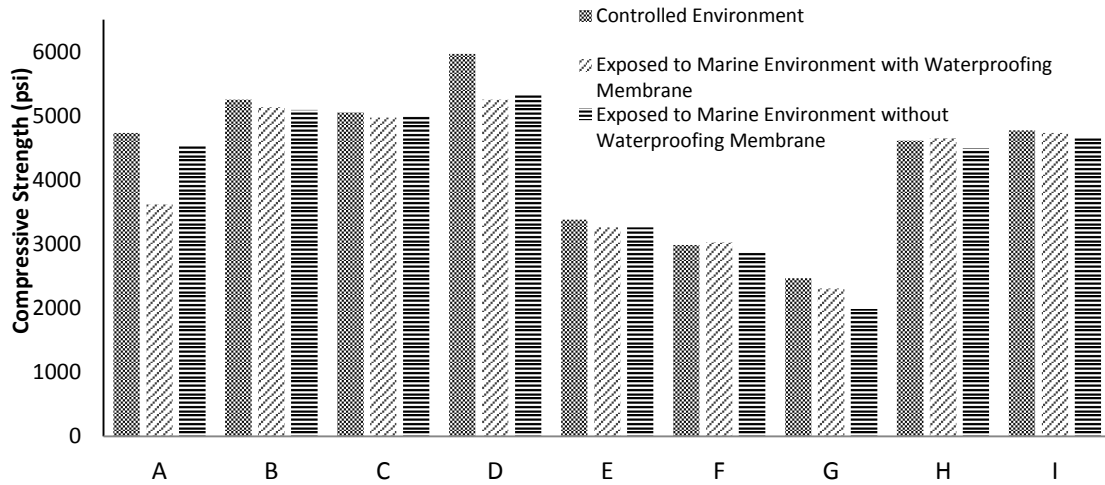 Controlled Environment
Exposed to Marine Environment with Waterproofing
Membrane
Exposed to Marine Environment without
Waterproofing Membrane
Compressive Strength (psi)
6000
5000
4000
3000
2000
1000
0
A B C D E F G H I